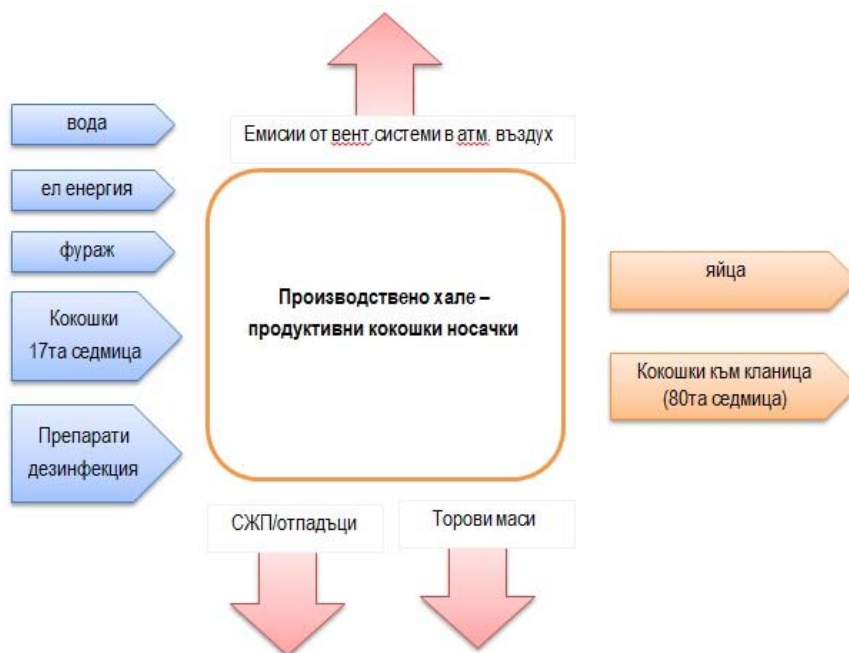 Емисии от вент.системи в атм. въздух
вода
ел енергия
фураж
Кокошки
17та седмица
Препарати
дезинфекция
Производствено хале –
продуктивни кокошки носачки
яйца
Кокошки към кланица
(80та седмица)
СЖП/отпадъци
Торови маси